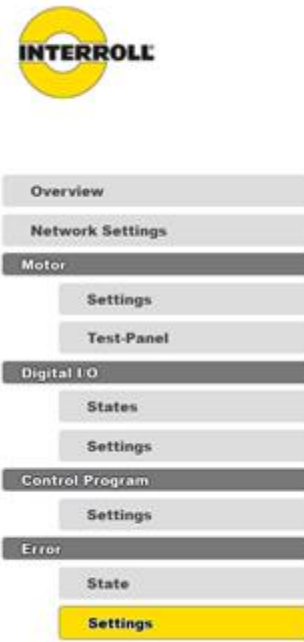 INTERROLL
Overview
Network Settings
Motor
Settings
Test-Panel
Digital I/O
States
Settings
Control Program
Settings
Error
State
Settings